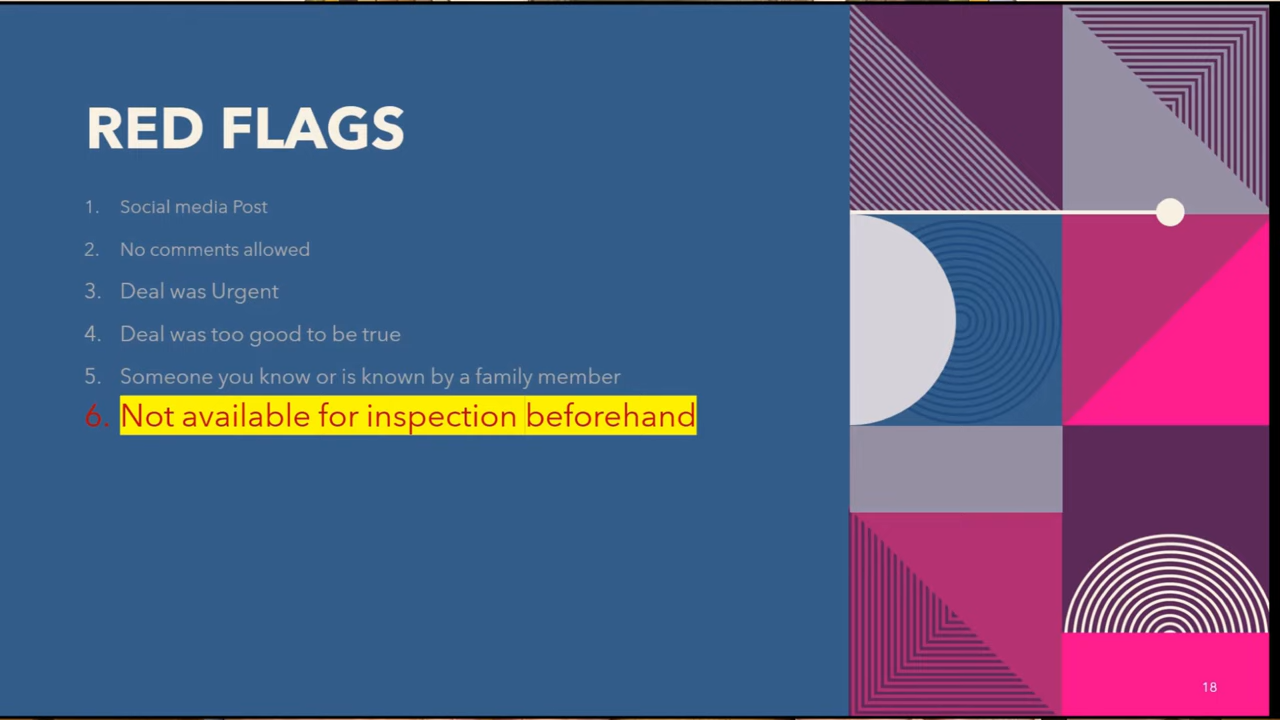 RED FLAGS
1. Social media Post
2. No comments allowed
3. Deal was Urgent
4. Deal was too good to be true
5. Someone you know or is known by a family member
6. Not available for inspection beforehand
18